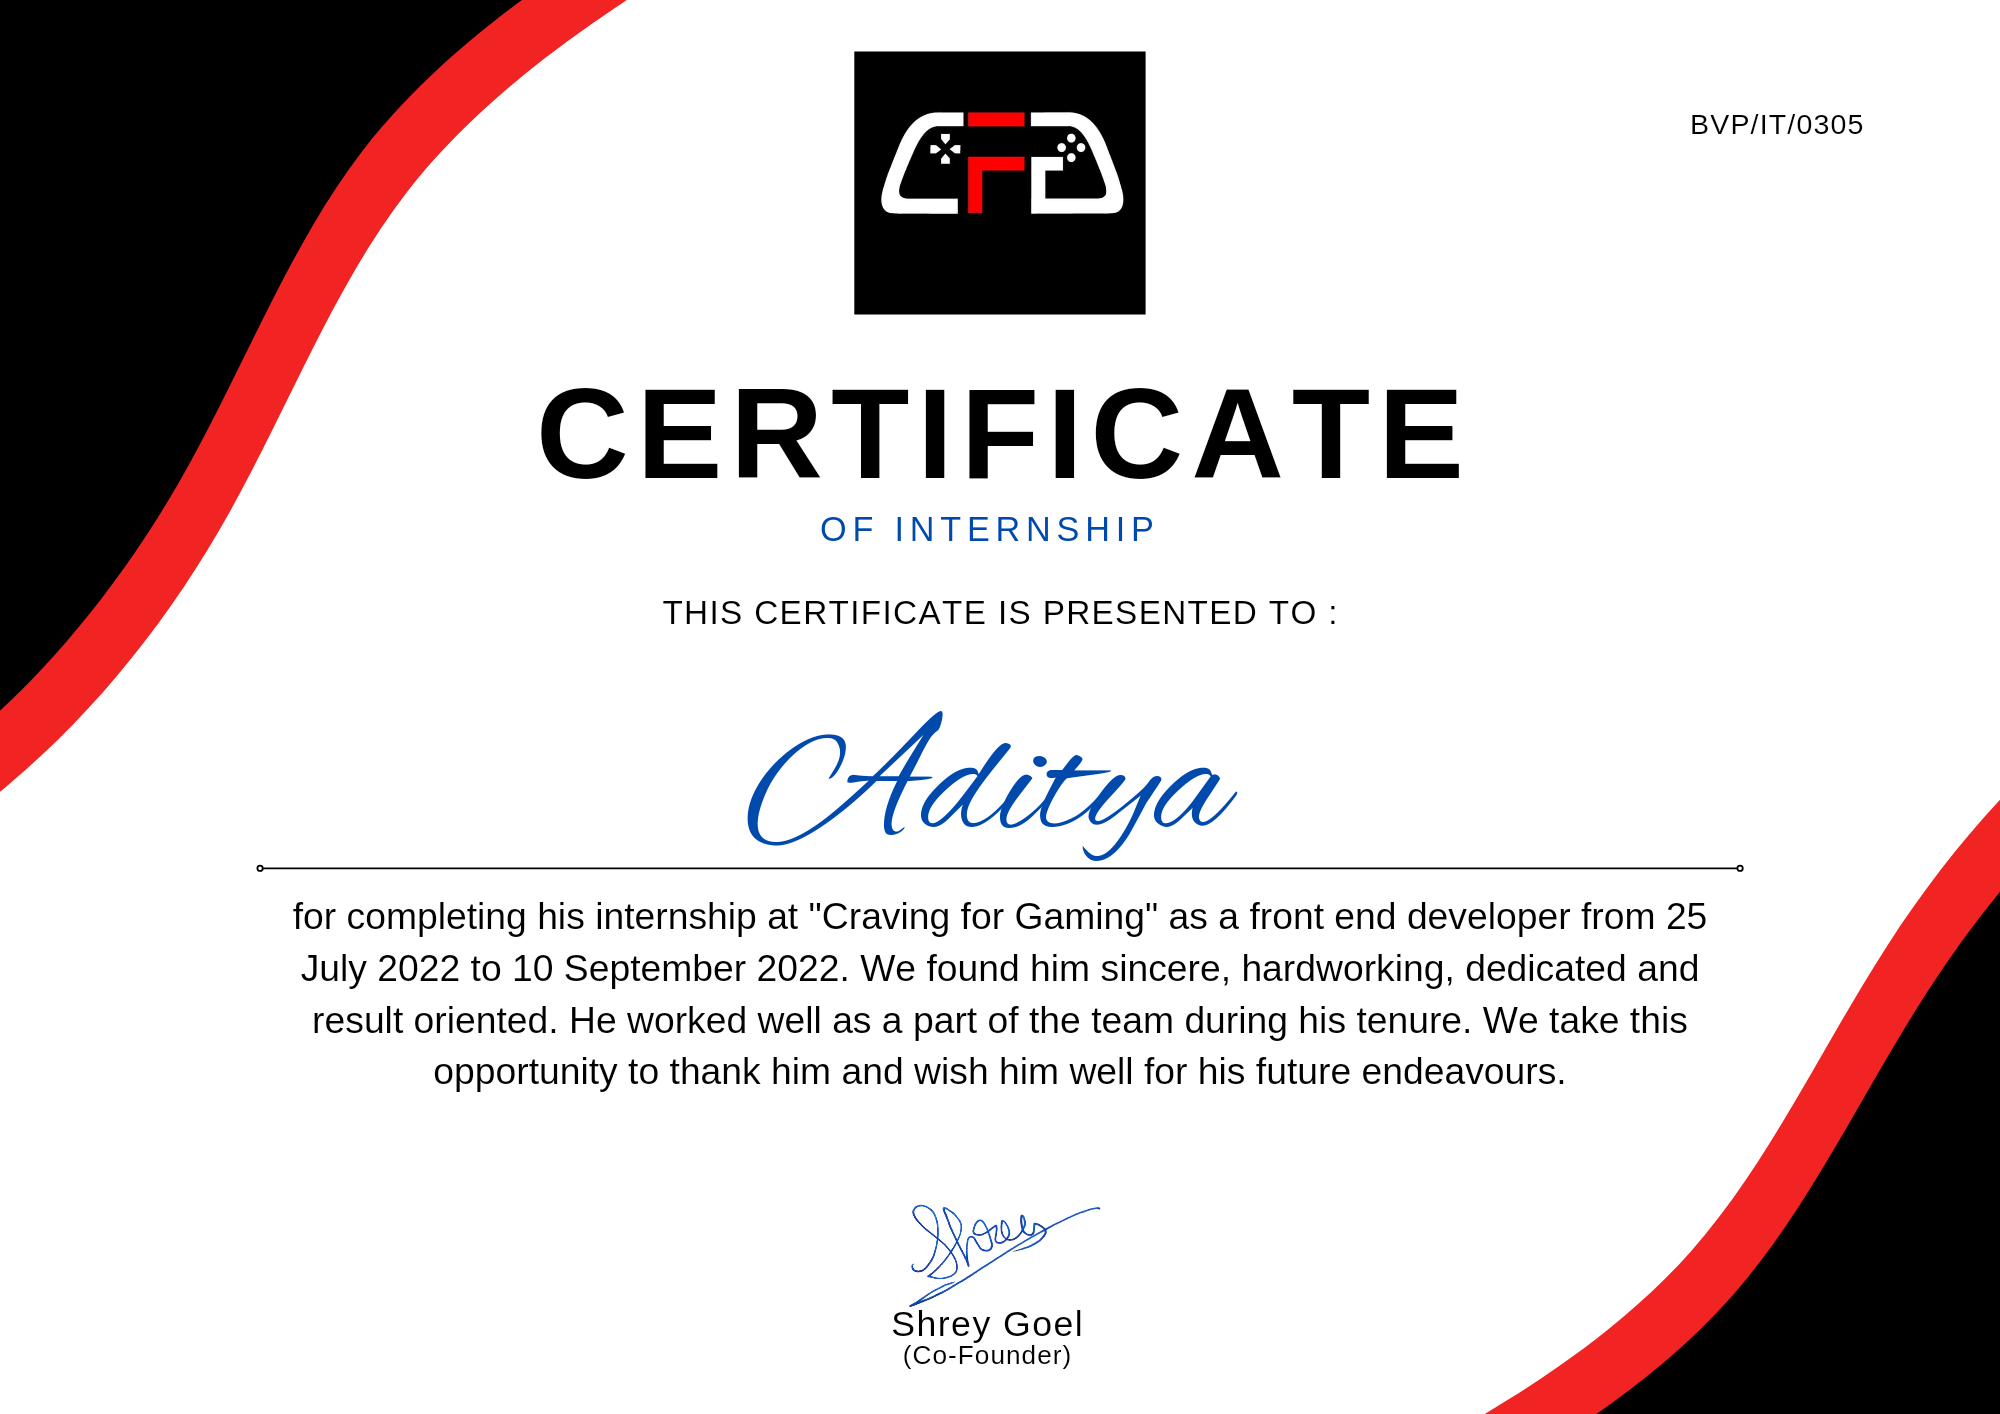 BVP/IT/0305
CERTIFICATE
OF INTERNSHIP
THIS CERTIFICATE IS PRESENTED TO :
Aditya
for completing his internship at "Craving for Gaming" as a front end developer from 25
July 2022 to 10 September 2022. We found him sincere, hardworking, dedicated and
result oriented. He worked well as a part of the team during his tenure. We take this
opportunity to thank him and wish him well for his future endeavours.
Shrey
Shrey Goel
(Co-Founder)